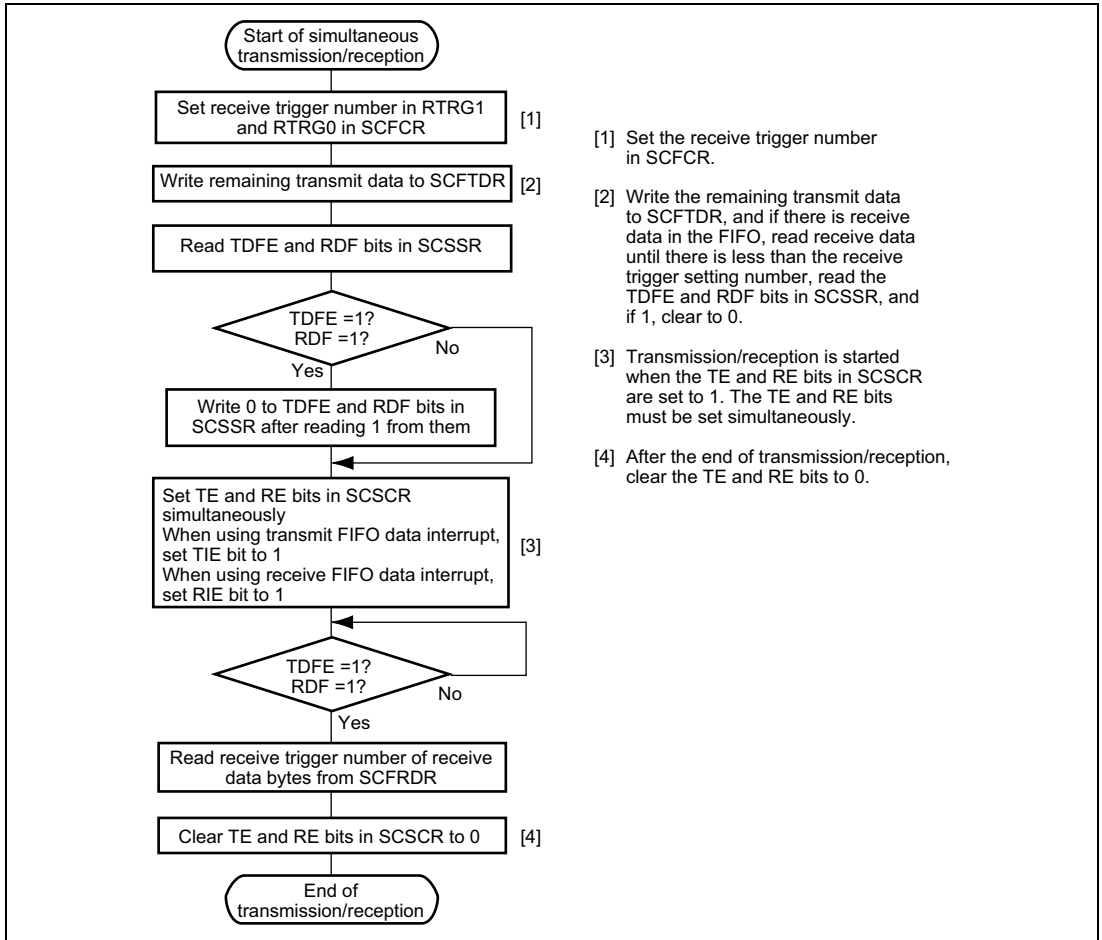 Start of simultaneous
transmission/reception
Set receive trigger number in RTRG1
and RTRG0 in SCFCR
[1]
Write remaining transmit data to SCFTDR
[2]
Read TDFE and RDF bits in SCSSR
TDFE =1?
RDF =1?
No
Yes
Write 0 to TDFE and RDF bits in
SCSSR after reading 1 from them
Set TE and RE bits in SCSCR
simultaneously
When using transmit FIFO data interrupt,
set TIE bit to 1
When using receive FIFO data interrupt,
set RIE bit to 1
[3]
TDFE =1?
RDF =1?
No
Yes
Read receive trigger number of receive
data bytes from SCFRDR
Clear TE and RE bits in SCSCR to 0
[4]
End of
transmission/reception
[1] Set the receive trigger number
in SCFCR.
[2] Write the remaining transmit data
to SCFTDR, and if there is receive
data in the FIFO, read receive data
until there is less than the receive
trigger setting number, read the
TDFE and RDF bits in SCSSR, and
if 1, clear to 0.
[3] Transmission/reception is started
when the TE and RE bits in SCSCR
are set to 1. The TE and RE bits
must be set simultaneously.
[4] After the end of transmission/reception,
clear the TE and RE bits to 0.